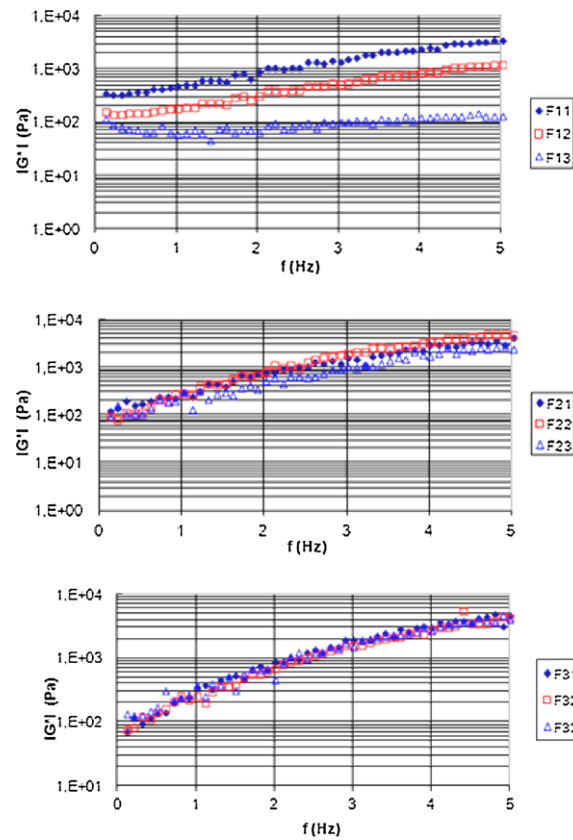 1.E+04
1.E+03
1.E+02
1.E+01
1.E+00
|G*| (Pa)
0 1 2 3 4 5
f (Hz)
F11
F12
F13
1,E+04
1,E+03
1,E+02
1,E+01
1,E+00
|G*| (Pa)
0 1 2 3 4 5
f (Hz)
F21
F22
F23
1,E+04
1,E+03
1,E+02
1,E+01
|G*| (Pa)
0 1 2 3 4 5
f (Hz)
F31
F32
F33